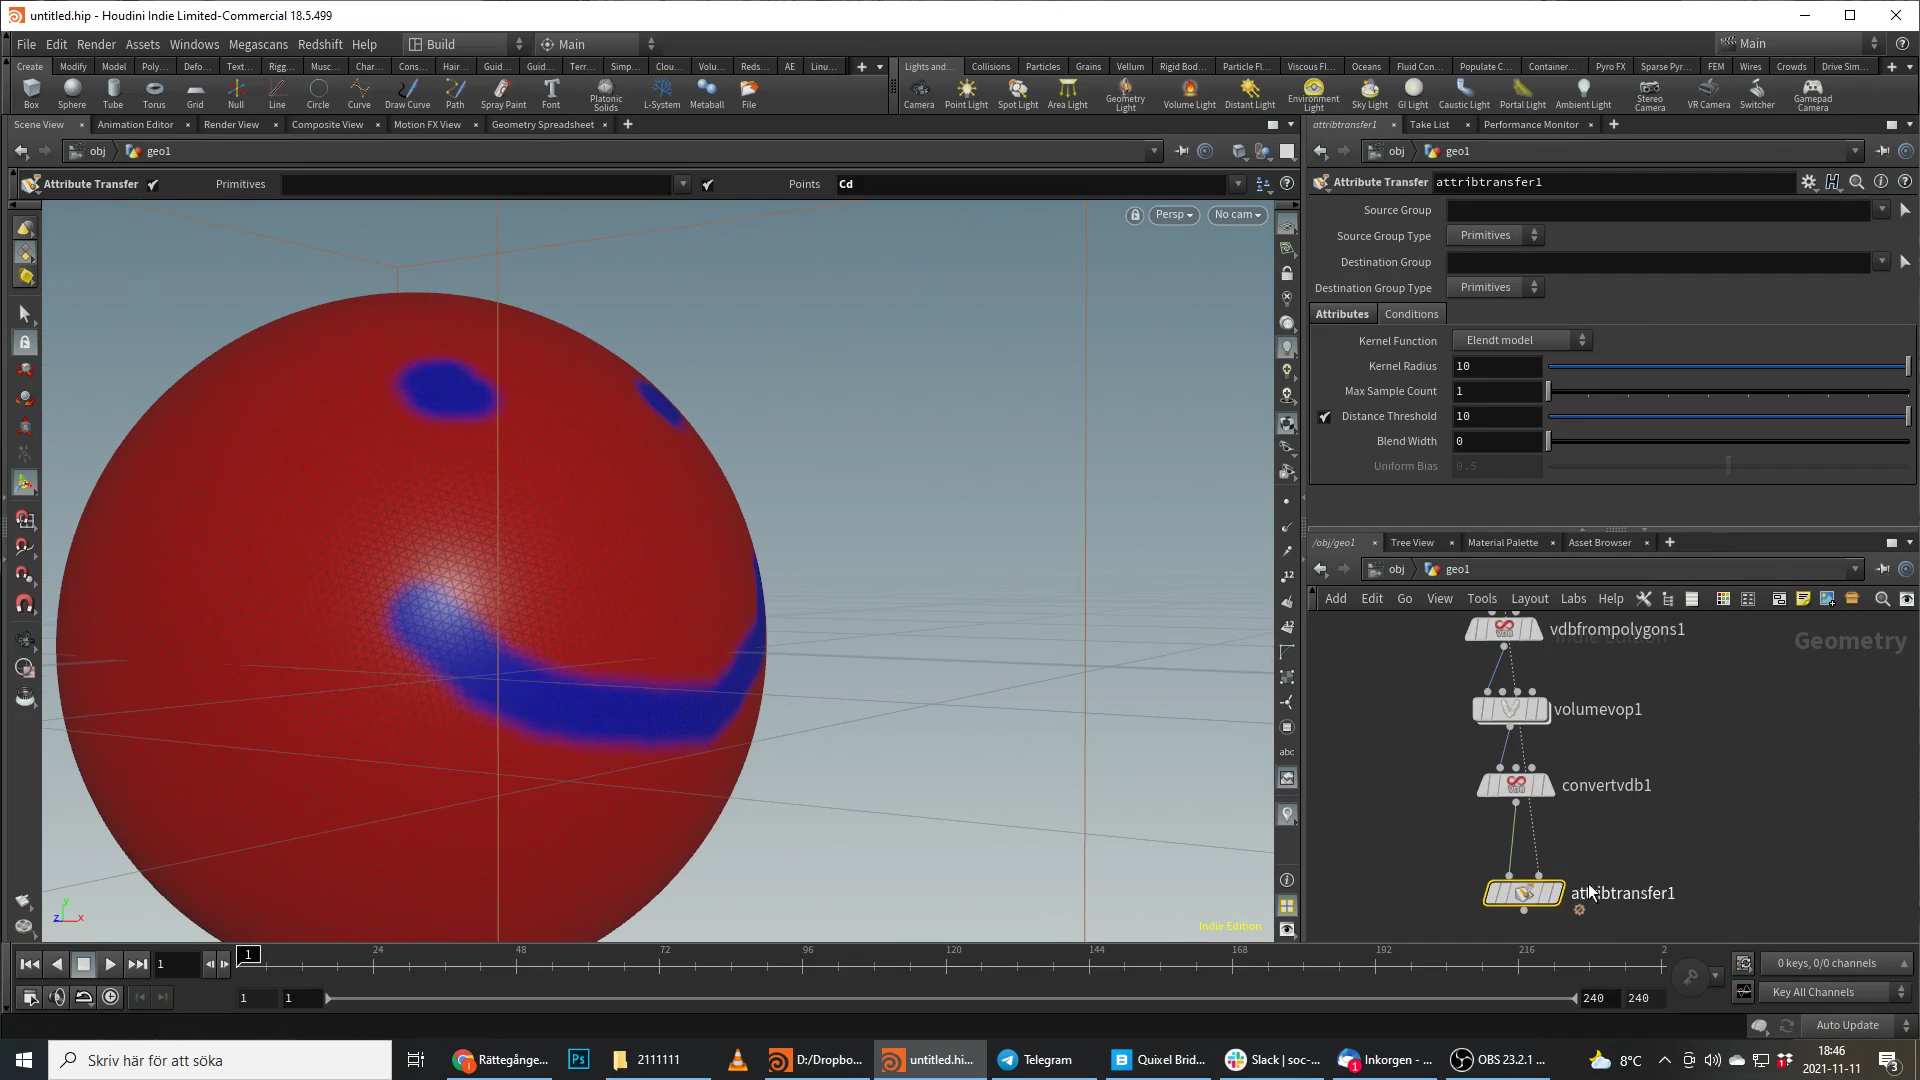 untitled.hip - Houdini Indie Limited-Commercial 18.5.499
File Edit Render Assets Windows Megascans Redshift Help Build Main Main
Create Modify Model Poly... Defo... Text... Rigg... Musc... Char... Cons... Hair... Guid... Guid... Terr... Simp... Clou... Volu... Reds... AE Linu...
Lights and... Collisions Particles Grains Vellum Rigid Bod... Particle Fl... Viscous Fl... Oceans Fluid Con... Populate C... Container... Pyro FX Sparse Pyr... FEM Wires Crowds Drive Sim...
Box Sphere Tube Torus Grid Null Line Circle Curve Draw Curve Path Spray Paint Font Platonic Solids L-System Metaball File
Camera Point Light Spot Light Area Light Geometry Light Volume Light Distant Light Environment Light Sky Light GI Light Caustic Light Portal Light Ambient Light Stereo Camera VR Camera Switcher Gamepad Camera
Scene View Animation Editor Render View Composite View Motion FX View Geometry Spreadsheet
attribtransfer1 Take List Performance Monitor
obj geo1
obj geo1
Attribute Transfer Primitives Points Cd
Attribute Transfer attribtransfer1
Persp No cam
Source Group
Source Group Type Primitives
Destination Group
Destination Group Type Primitives
Attributes Conditions
Kernel Function Elendt model
Kernel Radius 10
Max Sample Count 1
Distance Threshold 10
Blend Width 0
Uniform Bias 0.5
/obj/geo1 Tree View Material Palette Asset Browser
obj geo1
Add Edit Go View Tools Layout Labs Help
Indie Edition
Geometry
vdbfrompolygons1
volumevop1
convertvdb1
attribtransfer1
12
12
abc
y
z x
Indie Edition
1 1 24 48 72 96 120 144 168 192 216 2
0 keys, 0/0 channels
1 1 240 240
Key All Channels
Auto Update
Skriv här för att söka
Rättegånge... Ps 2111111 D:/Dropbo... untitled.hi... Telegram Quixel Brid... Slack | soc-... Inkorgen - ... OBS 23.2.1 ...
8°C
18:46
2021-11-11
3